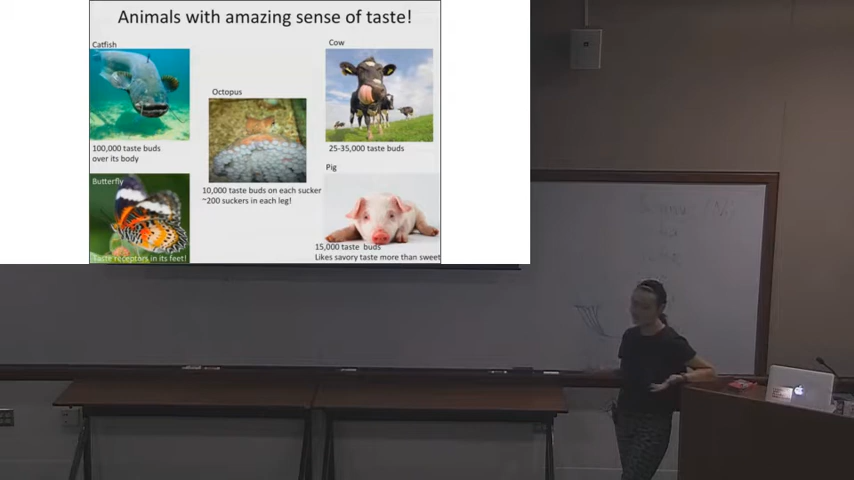 Animals with amazing sense of taste!
Catfish
100,000 taste buds
over its body
Butterfly
Taste receptors in its feet!
Octopus
10,000 taste buds on each sucker
~200 suckers in each leg!
Cow
25-35,000 taste buds
Pig
15,000 taste buds
Likes savory taste more than sweet